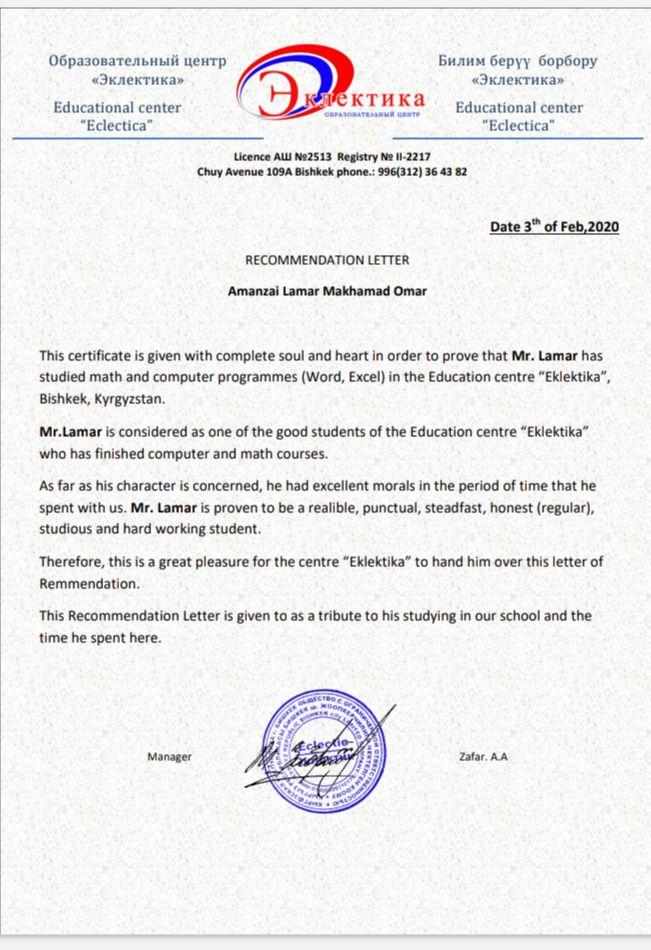 Образовательный центр
«Эклектика»
Educational center
“Eclectica”
Эклектика
ОБРАЗОВАТЕЛЬНЫЙ ЦЕНТР
Билим берүү борбору
«Эклектика»
Educational center
“Eclectica”
Licence АШ №2513 Registry № II-2217
Chuy Avenue 109A Bishkek phone.: 996(312) 36 43 82
Date 3th of Feb,2020
RECOMMENDATION LETTER
Amanzai Lamar Makhamad Omar
This certificate is given with complete soul and heart in order to prove that Mr. Lamar has
studied math and computer programmes (Word, Excel) in the Education centre “Eklektika”,
Bishkek, Kyrgyzstan.
Mr.Lamar is considered as one of the good students of the Education centre “Eklektika”
who has finished computer and math courses.
As far as his character is concerned, he had excellent morals in the period of time that he
spent with us. Mr. Lamar is proven to be a realible, punctual, steadfast, honest (regular),
studious and hard working student.
Therefore, this is a great pleasure for the centre “Eklektika” to hand him over this letter of
Remmendation.
This Recommendation Letter is given to as a tribute to his studying in our school and the
time he spent here.
Manager
Zafar. A.A